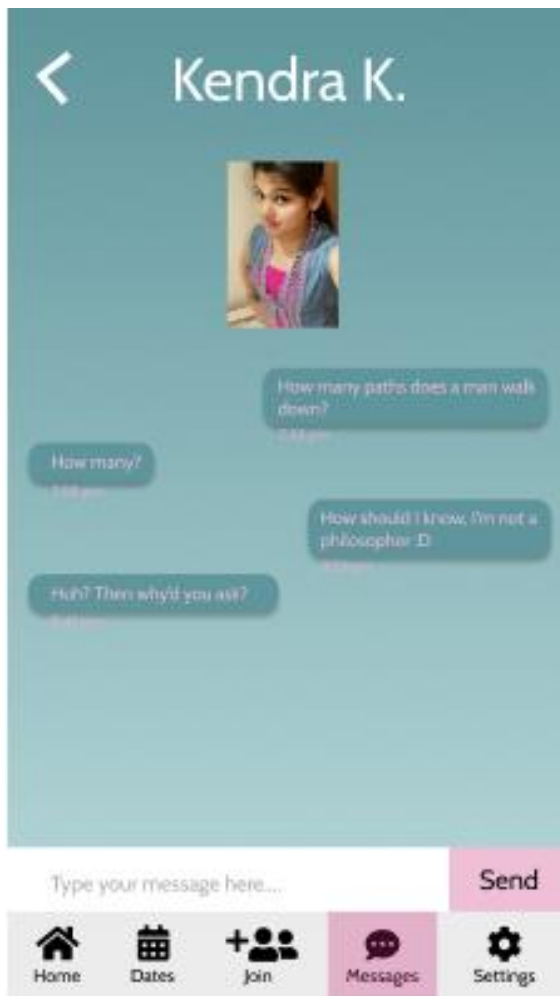 Kendra K.
How many paths does a man walk
down?
How many?
How should I know, I'm not a
philosopher :D
Huh? Then why'd you ask?
Type your message here....
Send
Home
Dates
+
Join
Messages
Settings